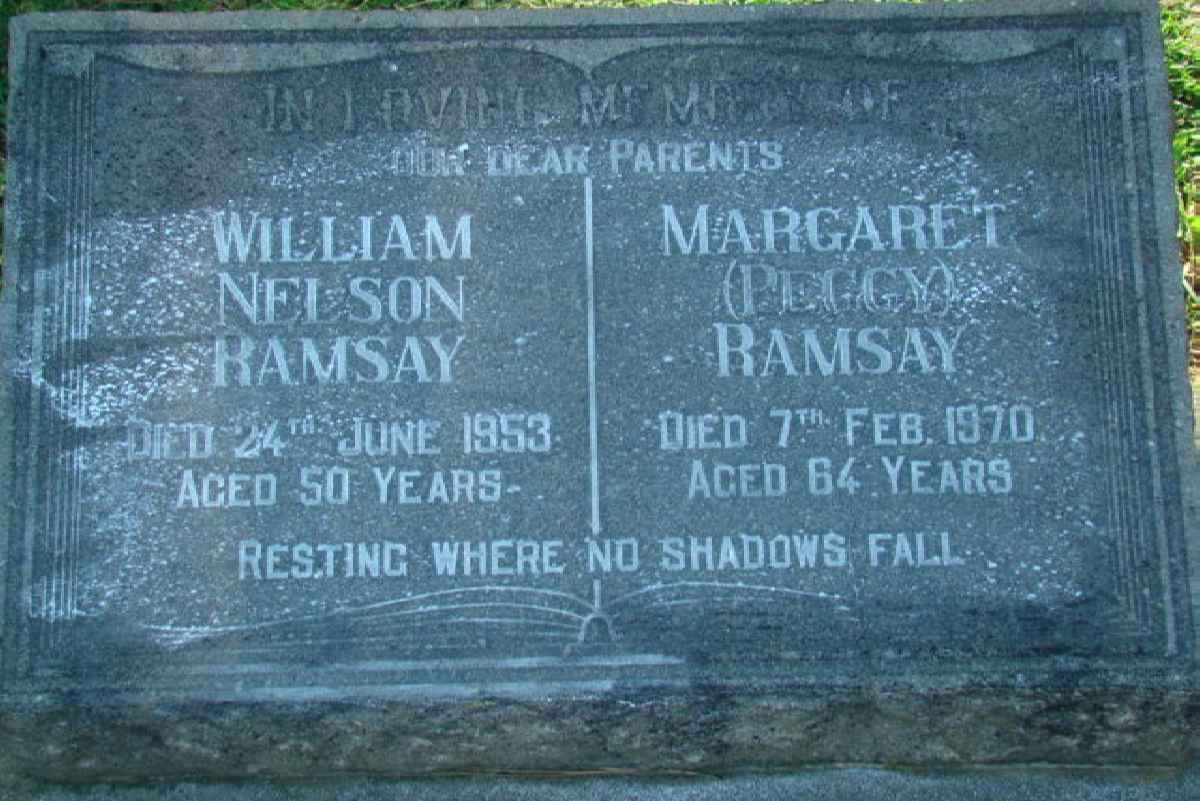 IN LOVING MEMORY OF
OUR DEAR PARENTS
WILLIAM
NELSON
RAMSAY
DIED 24TH JUNE 1953
AGED 50 YEARS
MARGARET
(PEGGY)
RAMSAY
DIED 7TH FEB. 1970
AGED 64 YEARS
RESTING WHERE NO SHADOWS FALL